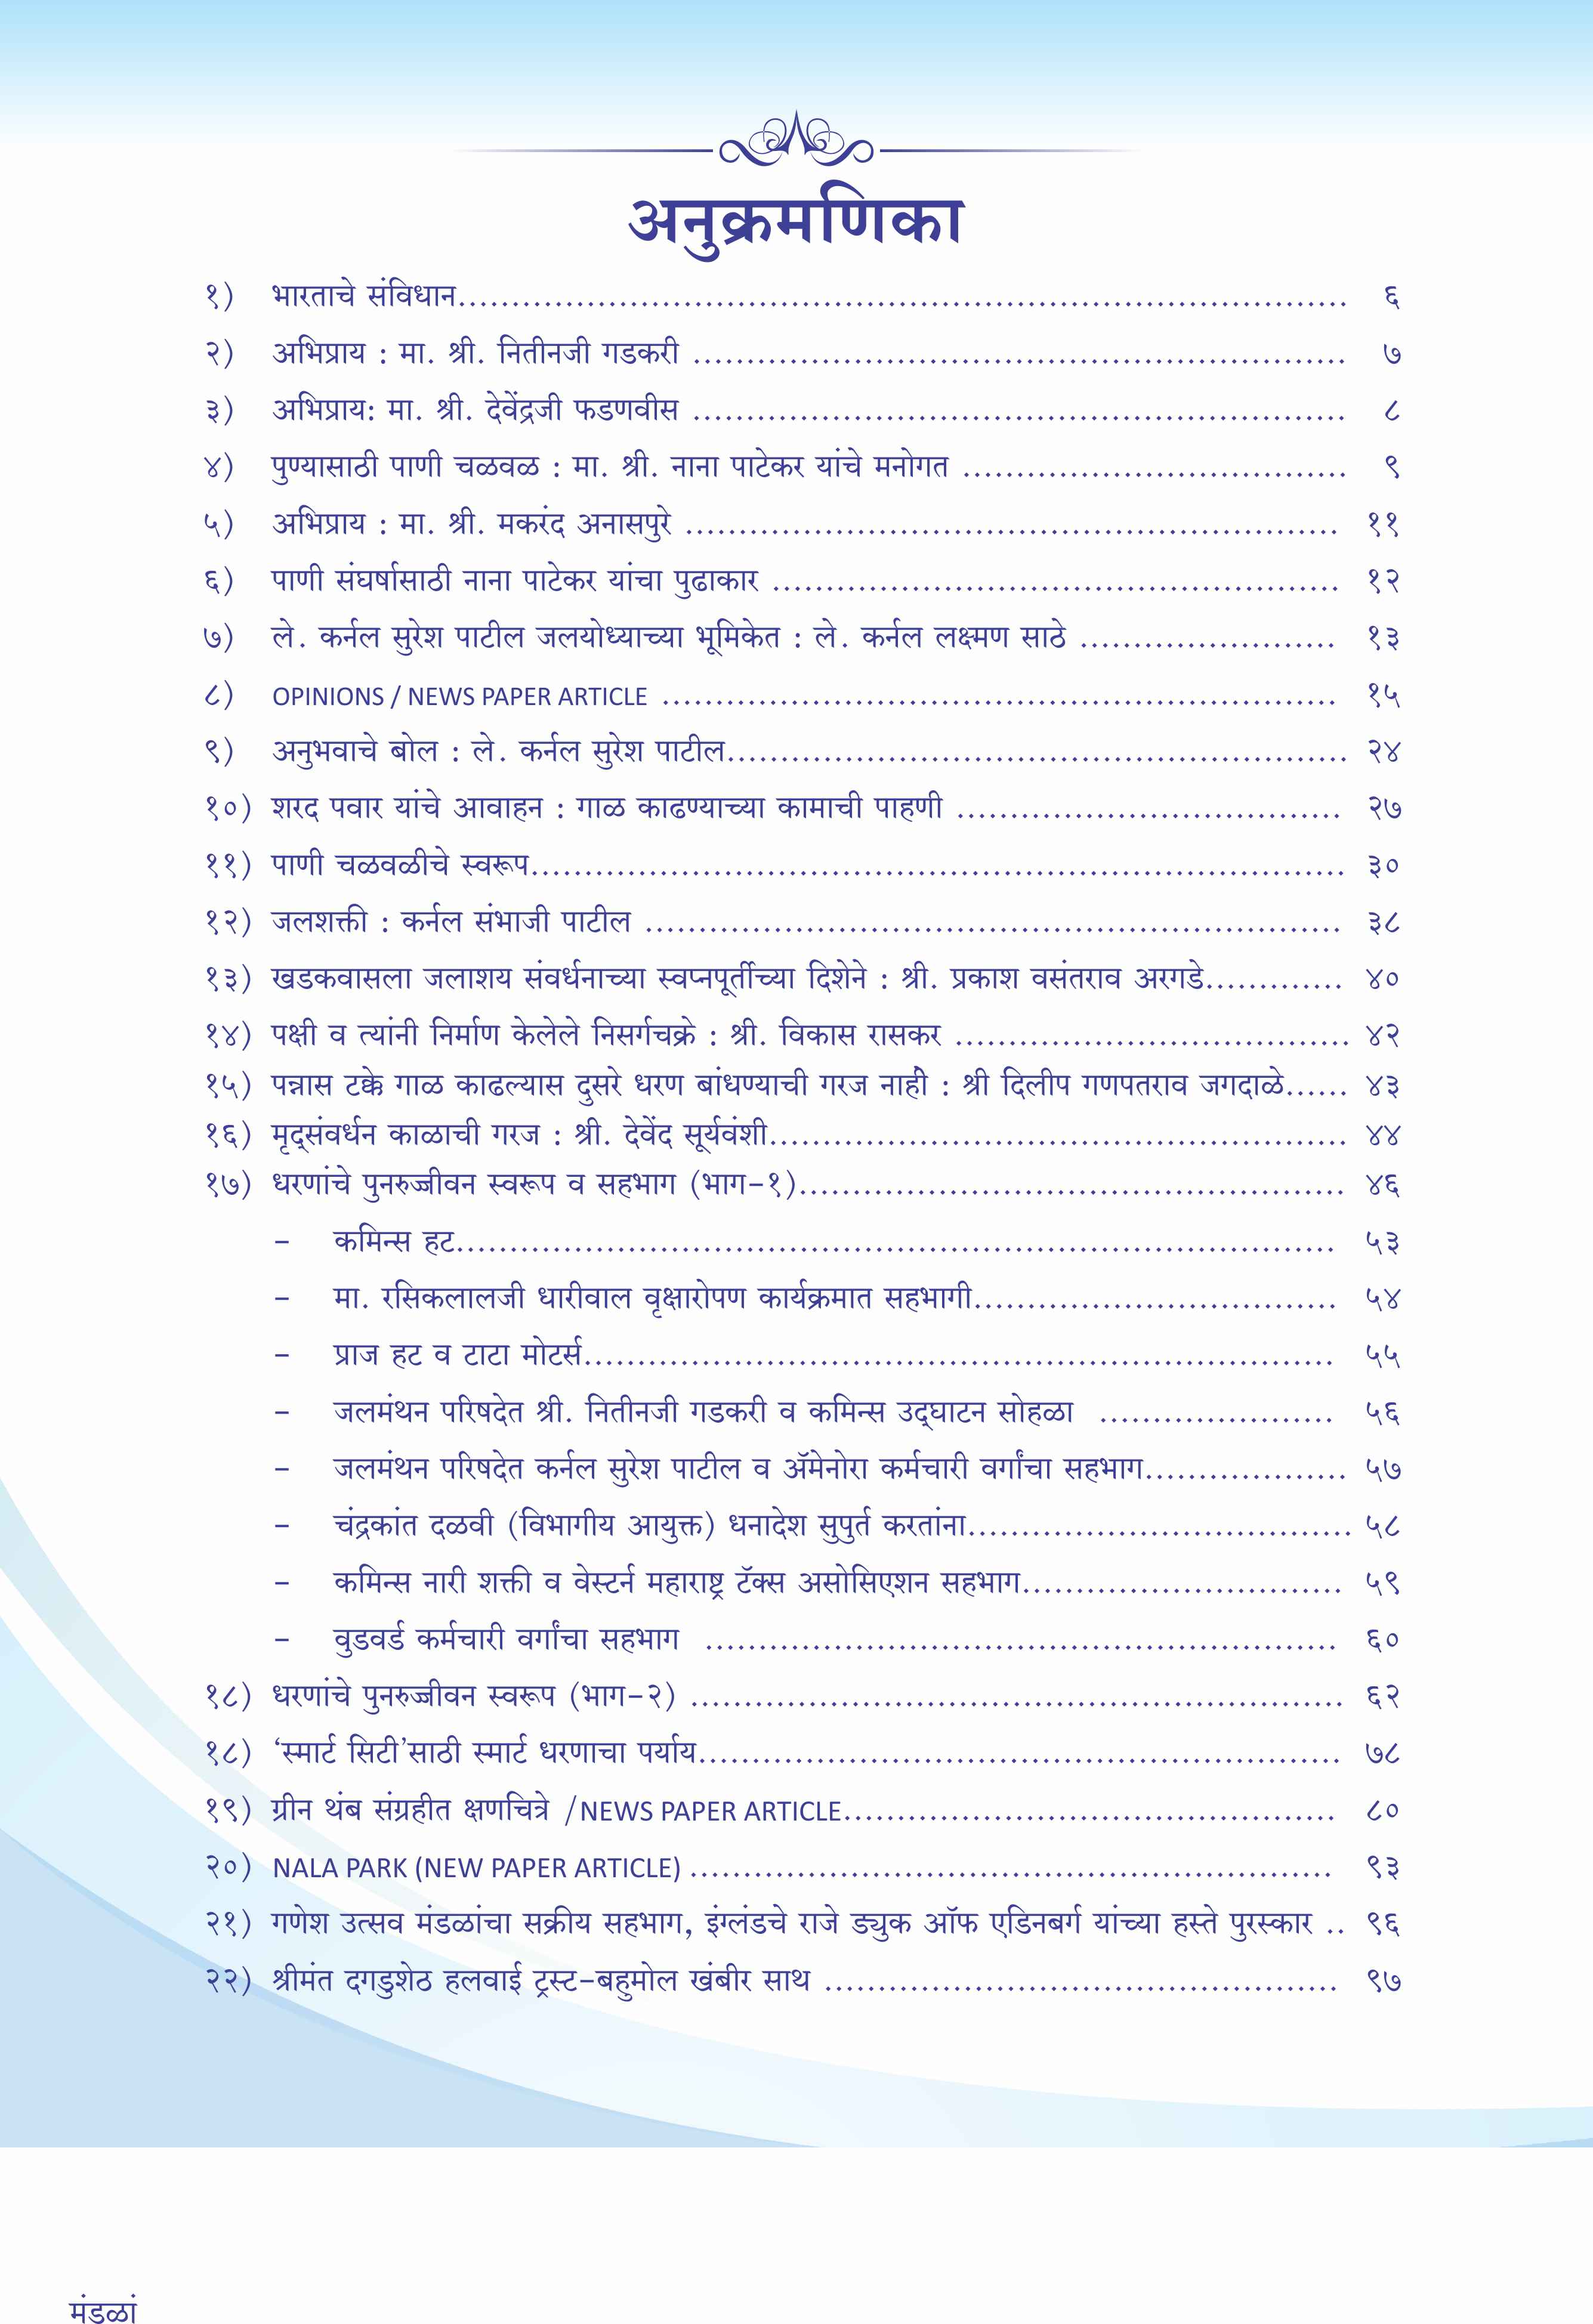 अनुक्रमणिका
१) भारताचे संविधान.......................................................................... ६
२) अभिप्राय : मा. श्री. नितीनजी गडकरी ...................................................... ७
३) अभिप्राय: मा. श्री. देवेंद्रजी फडणवीस ...................................................... ८
४) पुण्यासाठी पाणी चळवळ : मा. श्री. नाना पाटेकर यांचे मनोगत ................................ ९
५) अभिप्राय : मा. श्री. मकरंद अनासपुरे ...................................................... ११
६) पाणी संघर्षासाठी नाना पाटेकर यांचा पुढाकार ............................................... १२
७) ले. कर्नल सुरेश पाटील जलयोध्याच्या भूमिकेत : ले. कर्नल लक्ष्मण साठे ..................... १३
८) OPINIONS / NEWS PAPER ARTICLE ........................................................ १५
९) अनुभवाचे बोल : ले. कर्नल सुरेश पाटील.................................................... २४
१०) शरद पवार यांचे आवाहन : गाळ काढण्याच्या कामाची पाहणी ................................ २७
११) पाणी चळवळीचे स्वरूप.................................................................... ३०
१२) जलशक्ती : कर्नल संभाजी पाटील .......................................................... ३८
१३) खडकवासला जलाशय संवर्धनाच्या स्वप्नपूर्तीच्या दिशेने : श्री. प्रकाश वसंतराव अरगडे............. ४०
१४) पक्षी व त्यांनी निर्माण केलेले निसर्गचक्रे : श्री. विकास रासकर ................................. ४२
१५) पन्नास टक्के गाळ काढल्यास दुसरे धरण बांधण्याची गरज नाही : श्री दिलीप गणपतराव जगदाळे...... ४३
१६) मृद्संवर्धन काळाची गरज : श्री. देवेंद सूर्यवंशी................................................ ४४
१७) धरणांचे पुनरुज्जीवन स्वरूप व सहभाग (भाग-१)............................................. ४६
- कमिन्स हट......................................................................... ५३
- मा. रसिकलालजी धारीवाल वृक्षारोपण कार्यक्रमात सहभागी.............................. ५४
- प्राज हट व टाटा मोटर्स.............................................................. ५५
- जलमंथन परिषदेत श्री. नितीनजी गडकरी व कमिन्स उद्‌घाटन सोहळा ...................... ५६
- जलमंथन परिषदेत कर्नल सुरेश पाटील व ॲमेनोरा कर्मचारी वर्गांचा सहभाग................... ५७
- चंद्रकांत दळवी (विभागीय आयुक्त) धनादेश सुपुर्त करतांना................................ ५८
- कमिन्स नारी शक्ती व वेस्टर्न महाराष्ट्र टॅक्स असोसिएशन सहभाग........................... ५९
- वुडवर्ड कर्मचारी वर्गांचा सहभाग ..................................................... ६०
१८) धरणांचे पुनरुज्जीवन स्वरूप (भाग-२) ...................................................... ६२
१८) ‘स्मार्ट सिटी’साठी स्मार्ट धरणाचा पर्याय..................................................... ७८
१९) ग्रीन थंब संग्रहीत क्षणचित्रे /NEWS PAPER ARTICLE......................................... ८०
२०) NALA PARK (NEW PAPER ARTICLE) ..................................................... ९३
२१) गणेश उत्सव मंडळांचा सक्रीय सहभाग, इंग्लंडचे राजे ड्युक ऑफ एडिनबर्ग यांच्या हस्ते पुरस्कार .. ९६
२२) श्रीमंत दगडुशेठ हलवाई ट्रस्ट-बहुमोल खंबीर साथ ........................................... ९७
मंडळां